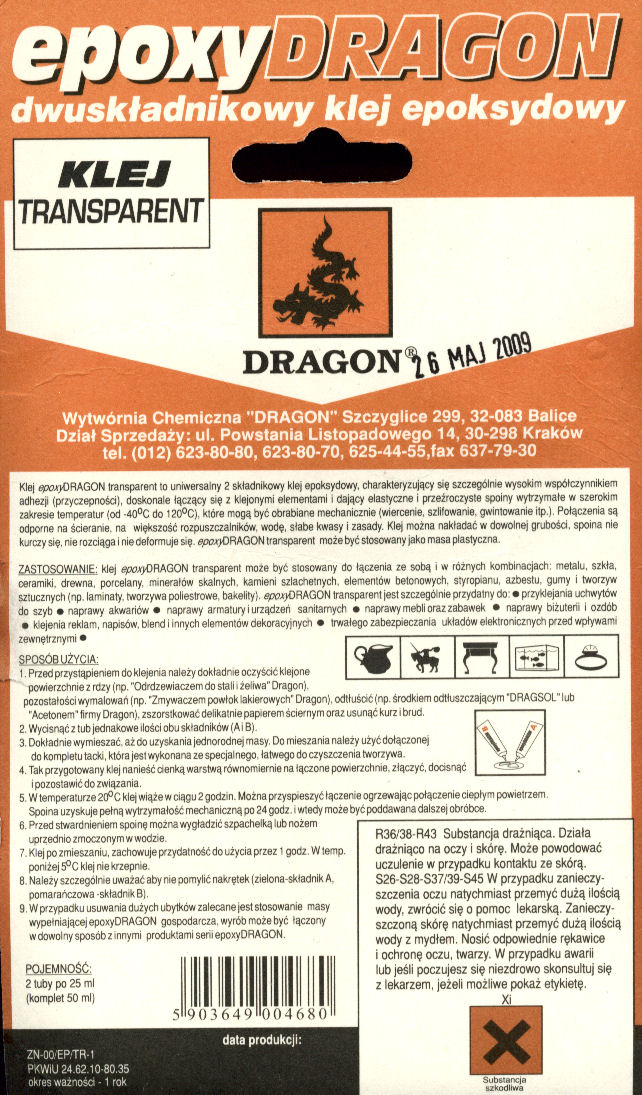 epoxyDRAGON
dwuskładnikowy klej epoksydowy
KLEJ
TRANSPARENT
DRAGON®
26 MAJ 2009
Wytwórnia Chemiczna "DRAGON" Szczyglice 299, 32-083 Balice
Dział Sprzedaży: ul. Powstania Listopadowego 14, 30-298 Kraków
tel. (012) 623-80-80, 623-80-70, 625-44-55,fax 637-79-30
Klej epoxyDRAGON transparent to uniwersalny 2 składnikowy klej epoksydowy, charakteryzujący się szczególnie wysokim współczynnikiem
adhezji (przyczepności), doskonale łączący się z klejonymi elementami i dający elastyczne i przeźroczyste spoiny wytrzymałe w szerokim
zakresie temperatur (od -40°C do 120°C), które mogą być obrabiane mechanicznie (wiercenie, szlifowanie, gwintowanie itp.). Połączenia są
odporne na ścieranie, na większość rozpuszczalników, wodę, słabe kwasy i zasady. Klej można nakładać w dowolnej grubości, spoina nie
kurczy się, nie rozciąga i nie deformuje się. epoxyDRAGON transparent może być stosowany jako masa plastyczna.
ZASTOSOWANIE: klej epoxyDRAGON transparent może być stosowany do łączenia ze sobą i w różnych kombinacjach: metalu, szkła,
ceramiki, drewna, porcelany, minerałów skalnych, kamieni szlachetnych, elementów betonowych, styropianu, azbestu, gumy i tworzyw
sztucznych (np. laminaty, tworzywa poliestrowe, bakelity). epoxyDRAGON transparent jest szczególnie przydatny do: ● przyklejania uchwytów
do szyb ● naprawy akwariów ● naprawy armatury i urządzeń sanitarnych ● naprawy mebli oraz zabawek ● naprawy biżuterii i ozdób
● klejenia reklam, napisów, blend i innych elementów dekoracyjnych ● trwałego zabezpieczania układów elektronicznych przed wpływami
zewnętrznymi ●
SPOSÓB UŻYCIA:
1. Przed przystąpieniem do klejenia należy dokładnie oczyścić klejone
powierzchnie z rdzy (np. "Odrdzewiaczem do stali i żeliwa" Dragon),
pozostałości wymalowań (np. "Zmywaczem powłok lakierowych" Dragon), odtłuścić (np. środkiem odtłuszczającym "DRAGSOL" lub
"Acetonem" firmy Dragon), zszorstkować delikatnie papierem ściernym oraz usunąć kurz i brud.
2. Wycisnąć z tub jednakowe ilości obu składników (A i B).
3. Dokładnie wymieszać, aż do uzyskania jednorodnej masy. Do mieszania należy użyć dołączonej
do kompletu tacki, która jest wykonana ze specjalnego, łatwego do czyszczenia tworzywa.
4. Tak przygotowany klej nanieść cienką warstwą równomiernie na łączone powierzchnie, złączyć, docisnąć
i pozostawić do związania.
5. W temperaturze 20°C klej wiąże w ciągu 2 godzin. Można przyspieszyć łączenie ogrzewając połączenie ciepłym powietrzem.
Spoina uzyskuje pełną wytrzymałość mechaniczną po 24 godz. i wtedy może być poddawana dalszej obróbce.
6. Przed stwardnieniem spoinę można wygładzić szpachelką lub nożem
uprzednio zmoczonym w wodzie.
7. Klej po zmieszaniu, zachowuje przydatność do użycia przez 1 godz. W temp.
poniżej 5°C klej nie krzepnie.
8. Należy szczególnie uważać aby nie pomylić nakrętek (zielona-składnik A,
pomarańczowa -składnik B).
9. W przypadku usuwania dużych ubytków zalecane jest stosowanie masy
wypełniającej epoxyDRAGON gospodarcza, wyrób może być łączony
w dowolny sposób z innymi produktami serii epoxyDRAGON.
B
A
R36/38-R43 Substancja drażniąca. Działa
drażniąco na oczy i skórę. Może powodować
uczulenie w przypadku kontaktu ze skórą.
S26-S28-S37/39-S45 W przypadku zanieczy-
szczenia oczu natychmiast przemyć dużą ilością
wody, zwrócić się o pomoc lekarską. Zanieczy-
szczoną skórę natychmiast przemyć dużą ilością
wody z mydłem. Nosić odpowiednie rękawice
i ochronę oczu, twarzy. W przypadku awarii
lub jeśli poczujesz się niezdrowo skonsultuj się
z lekarzem, jeżeli możliwe pokaż etykietę.
Xi
Substancja
szkodliwa
POJEMNOŚĆ:
2 tuby po 25 ml
(komplet 50 ml)
5 903649 004680
data produkcji:
ZN-00/EP/TR-1
PKWiU 24.62.10-80.35
okres ważności - 1 rok